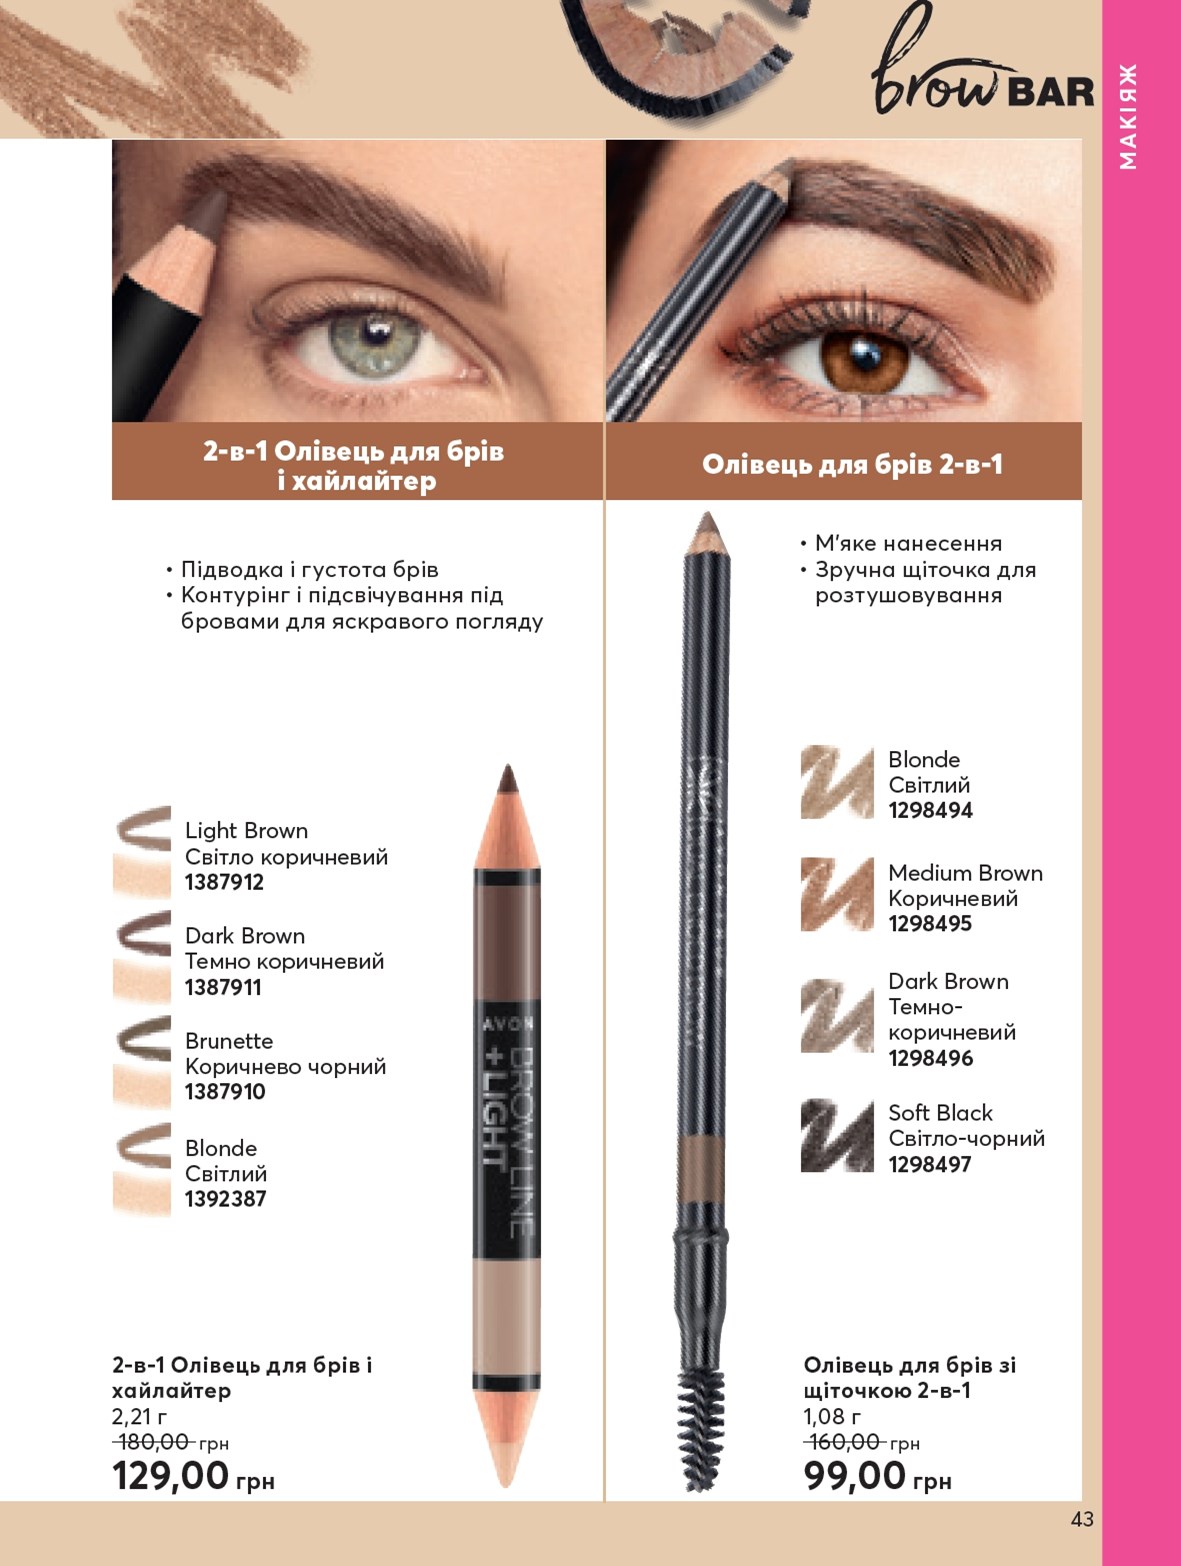 brow BAR
МАКІЯЖ
2-в-1 Олівець для брів
і хайлайтер
• Підводка і густота брів
• Контурінг і підсвічування під
бровами для яскравого погляду
Light Brown
Світло коричневий
1387912
Dark Brown
Темно коричневий
1387911
Brunette
Коричнево чорний
1387910
Blonde
Світлий
1392387
AVON
BROW LINE
+ LIGHT
2-в-1 Олівець для брів і
хайлайтер
2,21 г
180,00 грн
129,00 грн
Олівець для брів 2-в-1
• М'яке нанесення
• Зручна щіточка для
розтушовування
Blonde
Світлий
1298494
Medium Brown
Коричневий
1298495
Dark Brown
Темно-
коричневий
1298496
Soft Black
Світло-чорний
1298497
Олівець для брів зі
щіточкою 2-в-1
1,08 г
160,00 грн
99,00 грн
43